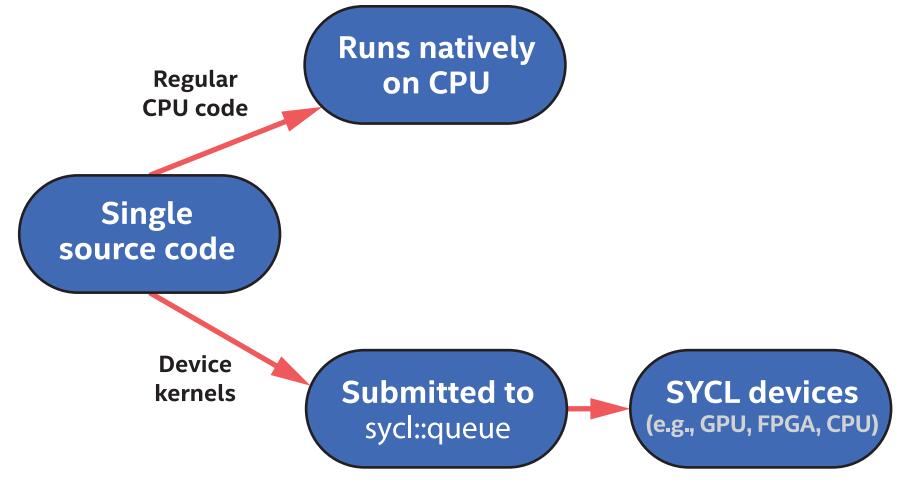 Runs natively
on CPU
Regular
CPU code
Single
source code
Device
kernels
Submitted to
sycl::queue
SYCL devices
(e.g., GPU, FPGA, CPU)